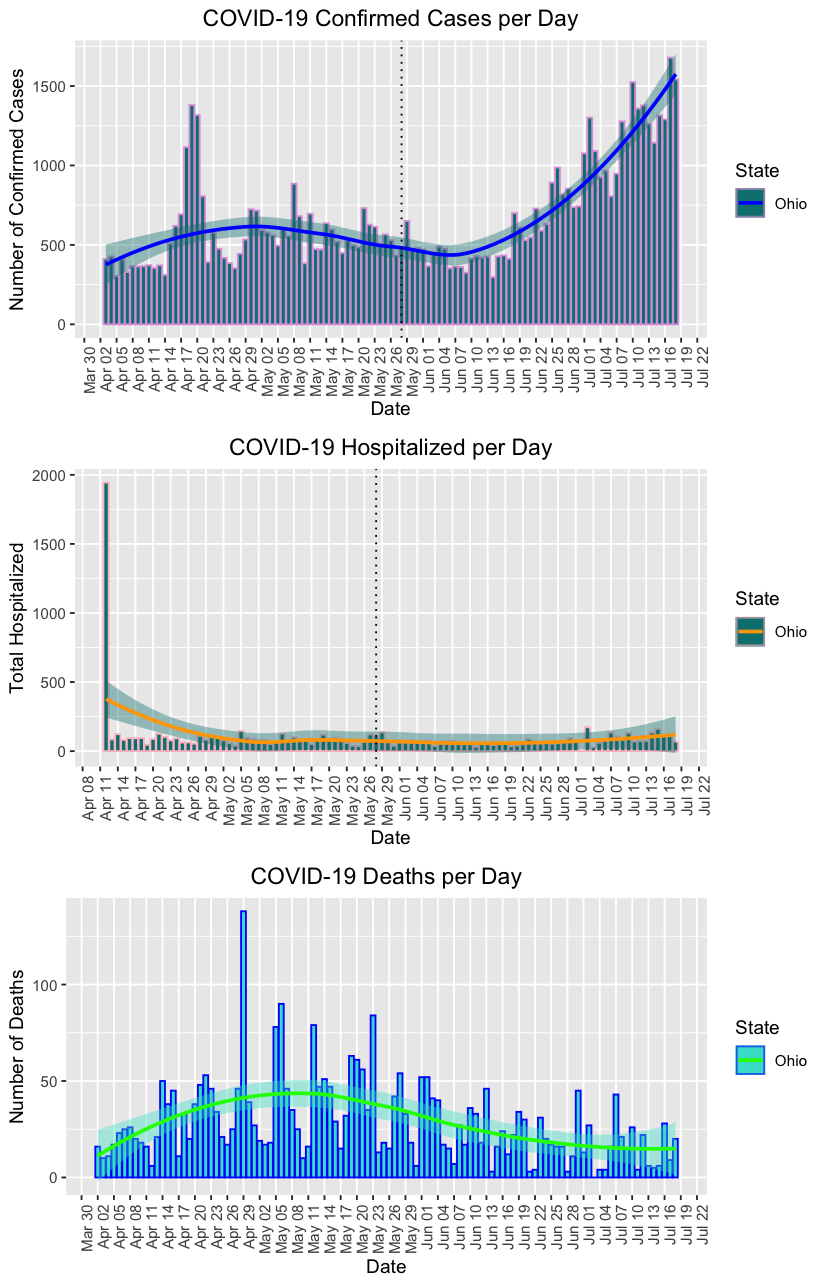 COVID-19 Confirmed Cases per Day
Number of Confirmed Cases
1500
1000
500
0
Mar 30
Apr 02
Apr 05
Apr 08
Apr 11
Apr 14
Apr 17
Apr 20
Apr 23
Apr 26
Apr 29
May 02
May 05
May 08
May 11
May 14
May 17
May 20
May 23
May 26
May 29
Jun 01
Jun 04
Jun 07
Jun 10
Jun 13
Jun 16
Jun 19
Jun 22
Jun 25
Jun 28
Jul 01
Jul 04
Jul 07
Jul 10
Jul 13
Jul 16
Jul 19
Jul 22
Date
State
Ohio
COVID-19 Hospitalized per Day
Total Hospitalized
2000
1500
1000
500
0
Apr 08
Apr 11
Apr 14
Apr 17
Apr 20
Apr 23
Apr 26
Apr 29
May 02
May 05
May 08
May 11
May 14
May 17
May 20
May 23
May 26
May 29
Jun 01
Jun 04
Jun 07
Jun 10
Jun 13
Jun 16
Jun 19
Jun 22
Jun 25
Jun 28
Jul 01
Jul 04
Jul 07
Jul 10
Jul 13
Jul 16
Jul 19
Jul 22
Date
State
Ohio
COVID-19 Deaths per Day
Number of Deaths
100
50
0
Mar 30
Apr 02
Apr 05
Apr 08
Apr 11
Apr 14
Apr 17
Apr 20
Apr 23
Apr 26
Apr 29
May 02
May 05
May 08
May 11
May 14
May 17
May 20
May 23
May 26
May 29
Jun 01
Jun 04
Jun 07
Jun 10
Jun 13
Jun 16
Jun 19
Jun 22
Jun 25
Jun 28
Jul 01
Jul 04
Jul 07
Jul 10
Jul 13
Jul 16
Jul 19
Jul 22
Date
State
Ohio